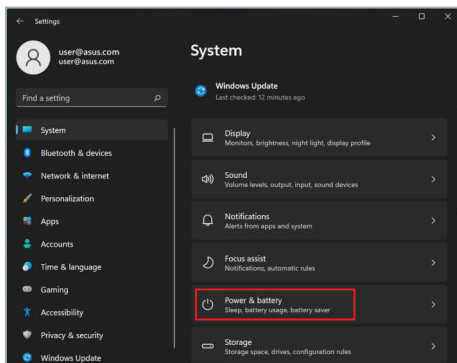 Settings
user@asus.com
user@asus.com
Find a setting
System
Bluetooth & devices
Network & internet
Personalization
Apps
Accounts
Time & language
Gaming
Accessibility
Privacy & security
Windows Update
System
Windows Update
Last checked: 12 minutes ago
Display
Monitors, brightness, night light, display profile
Sound
Volume levels, output, input, sound devices
Notifications
Alerts from apps and system
Focus assist
Notifications, automatic rules
Power & battery
Sleep, battery usage, battery saver
Storage
Storage space, drives, configuration rules